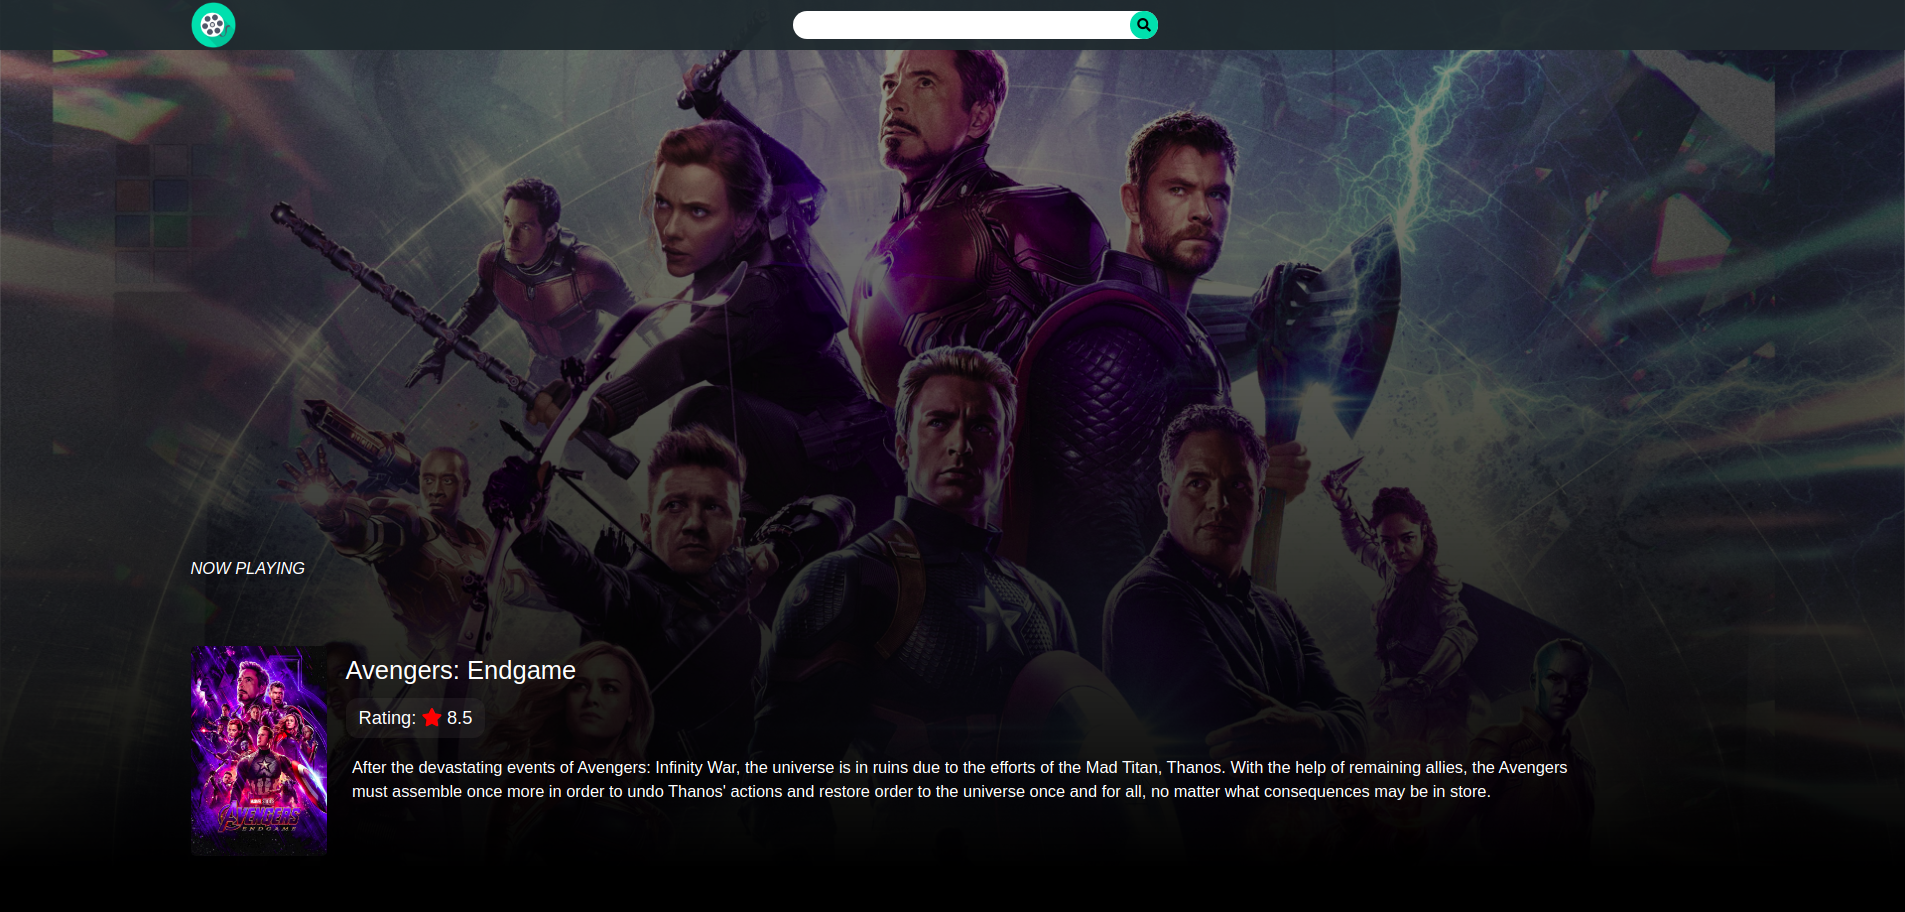 NOW PLAYING
Avengers: Endgame
Rating: 8.5
After the devastating events of Avengers: Infinity War, the universe is in ruins due to the efforts of the Mad Titan, Thanos. With the help of remaining allies, the Avengers
must assemble once more in order to undo Thanos' actions and restore order to the universe once and for all, no matter what consequences may be in store.
MARVEL STUDIOS
AVENGERS
ENDGAME